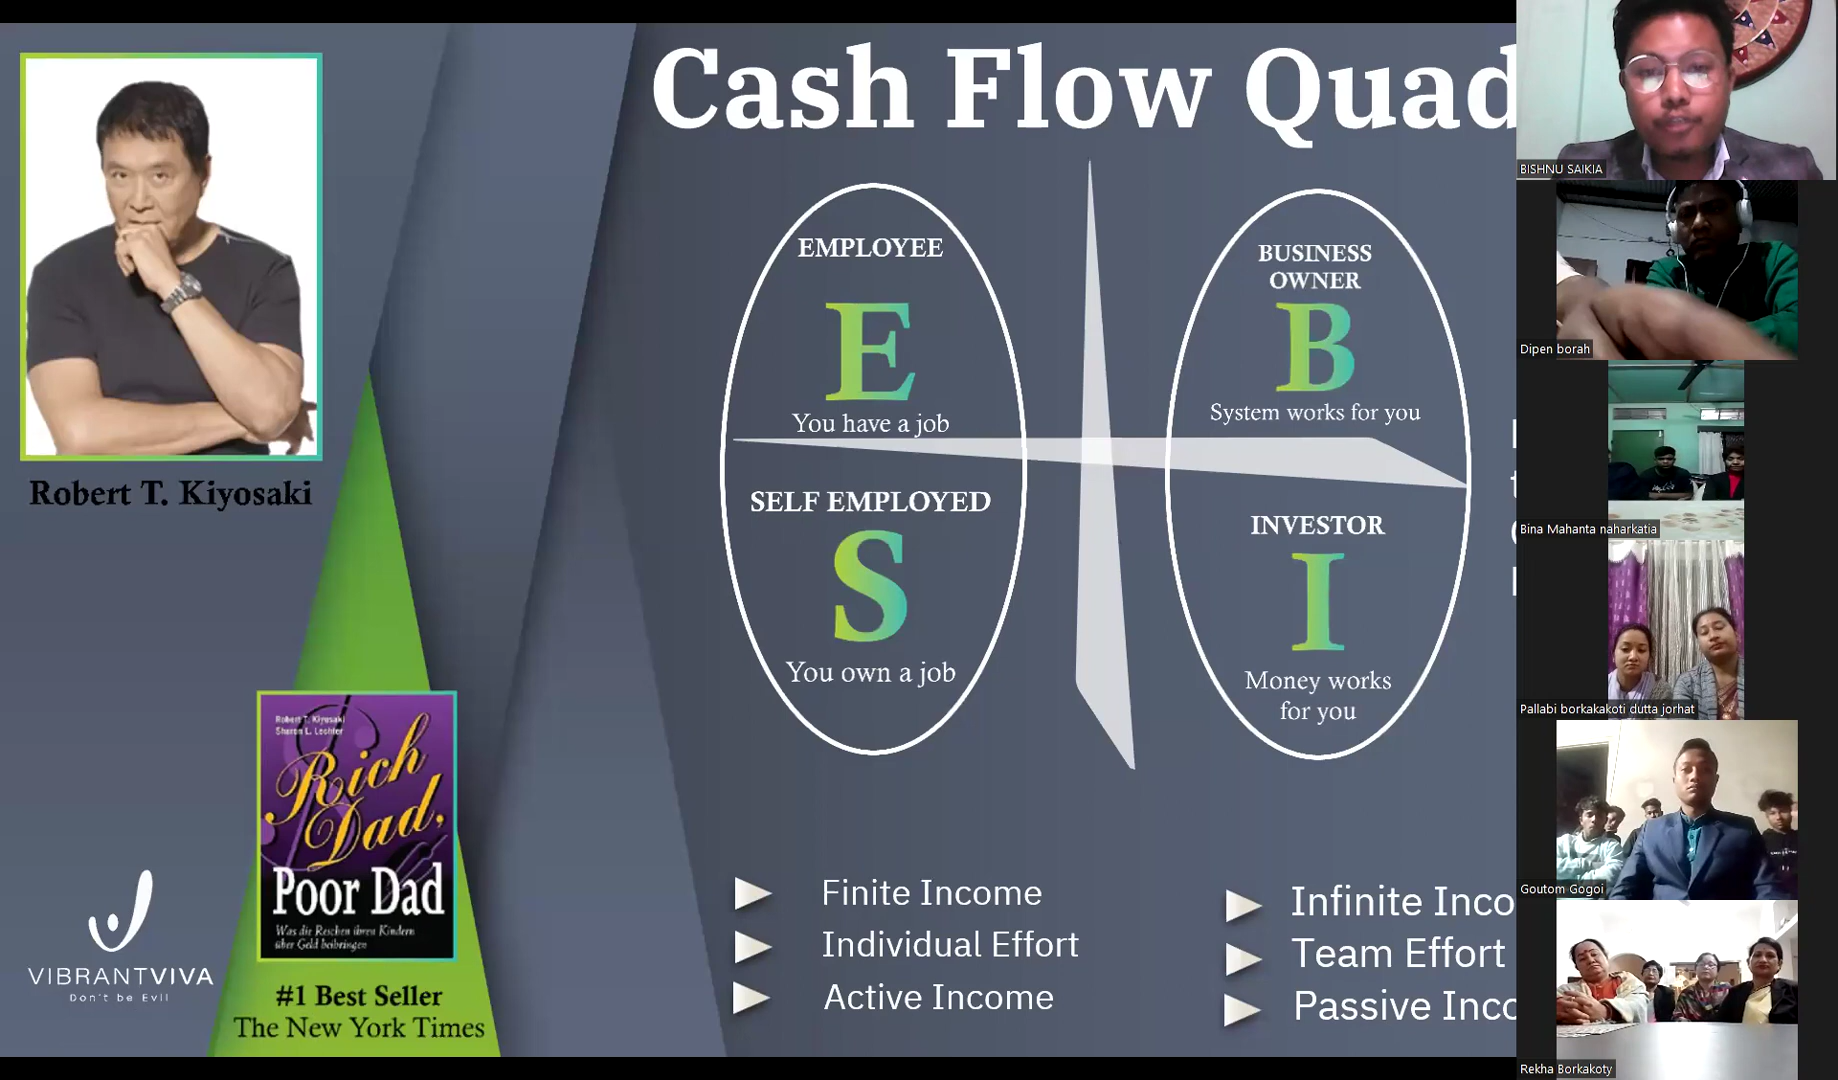 Cash Flow Quad
Robert T. Kiyosaki
EMPLOYEE
E
You have a job
SELF EMPLOYED
S
You own a job
BUSINESS
OWNER
B
System works for you
INVESTOR
I
Money works
for you
Robert T. Kiyosaki
Sharon L. Lechter
Rich
Dad,
Poor Dad
Was die Reichen ihren Kindern
über Geld beibringen
#1 Best Seller
The New York Times
VIBRANTVIVA
Don't be Evil
Finite Income
Individual Effort
Active Income
Infinite Inco
Team Effort
Passive Inco
BISHNU SAIKIA
Dipen borah
Bina Mahanta naharkatia
Pallabi borkakakoti dutta jorhat
Goutom Gogoi
Rekha Borkakoty